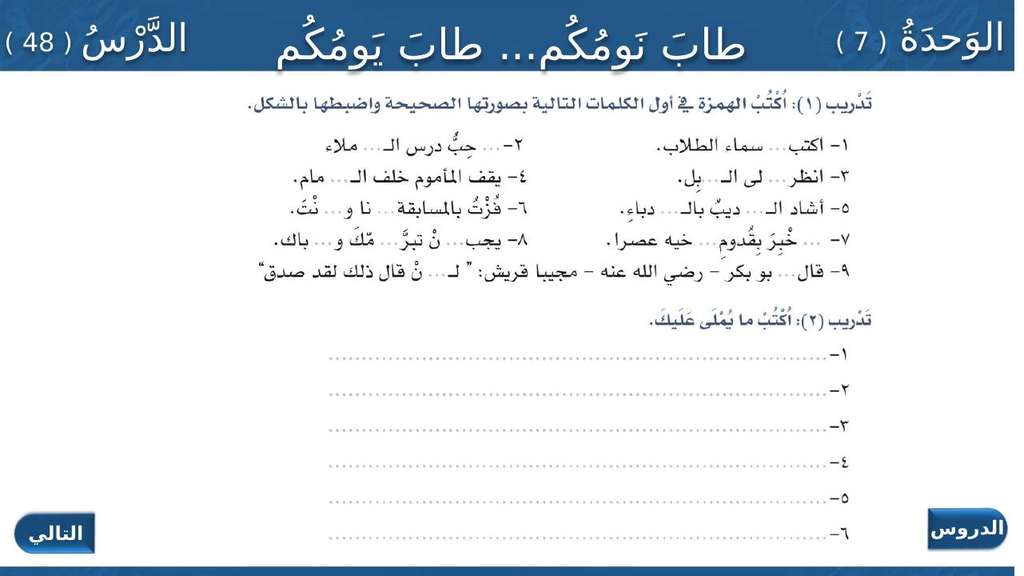 الوَحدَةُ ( 7 )
طابَ نَومُكُم... طابَ يَومُكُم
الدَّرْسُ ( 48 )
تَدْريب (١): اُكْتُبْ الهمزة في أول الكلمات التالية بصورتها الصحيحة واضبطها بالشكل.
١- اكتب... سماء الطلاب. ٢-... حِبُّ درس الـ... ملاء
٣- انظر... لى الـ...بِل. ٤- يقف المأموم خلف الـ... مام.
٥- أشاد الـ... ديبُ بالـ... دباءِ. ٦- فُزْتُ بالمسابقة... نا و... نْتَ.
٧- ... خْبِرَ بِقُدومِ... خيه عصرا. ٨- يجب... نْ تبرَّ... مّكَ و... باك.
٩- قال... بو بكر - رضي الله عنه - مجيبا قريش: ” لـ... نْ قال ذلك لقد صدق“
تَدْريب (٢): اُكْتُبْ ما يُمْلَى عَلَيكَ.
١-
٢-
٣-
٤-
٥-
٦-
الدروس
التالي